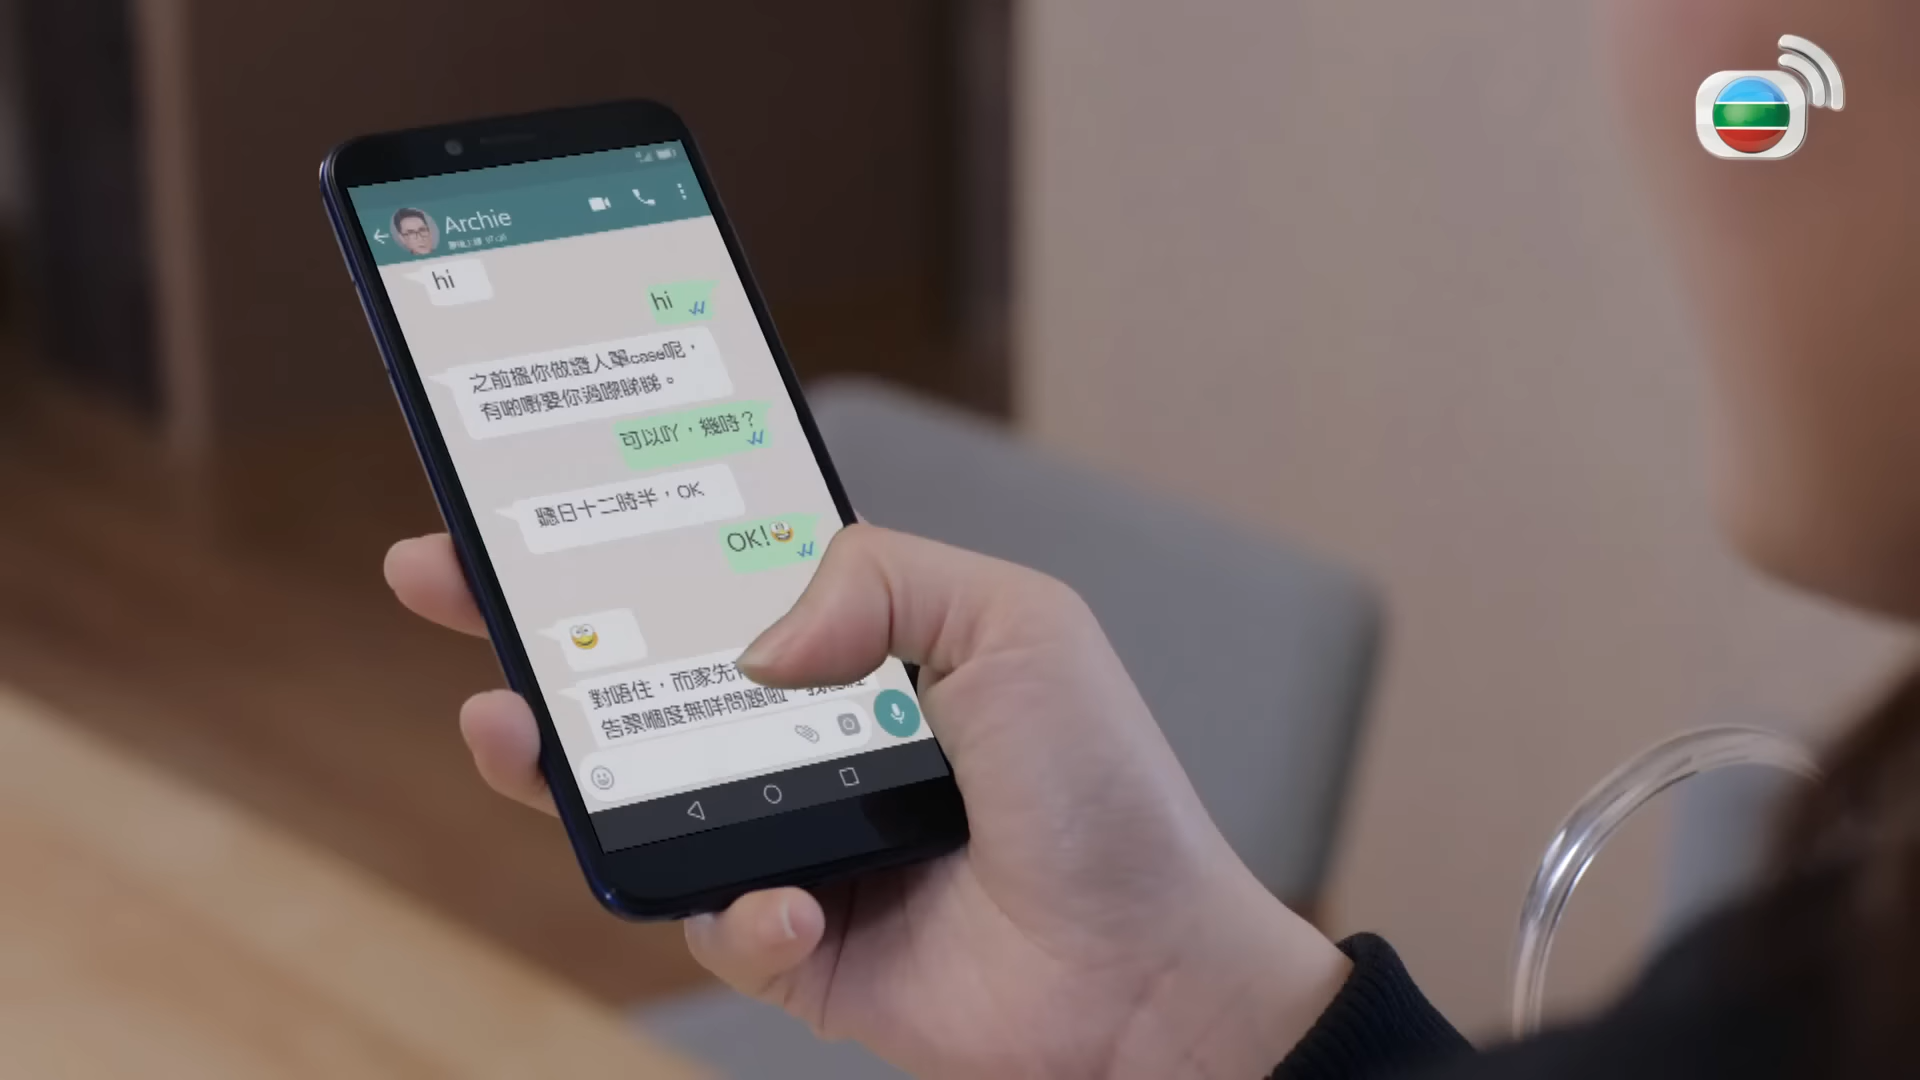 Archie
hi
hi
之前搵你做證人單case呢，
有啲嘢要你過嚟睇睇。
可以吖，幾時？
聽日十二時半，OK
OK!
對唔住，而家先
告票嗰度無咩問題啦